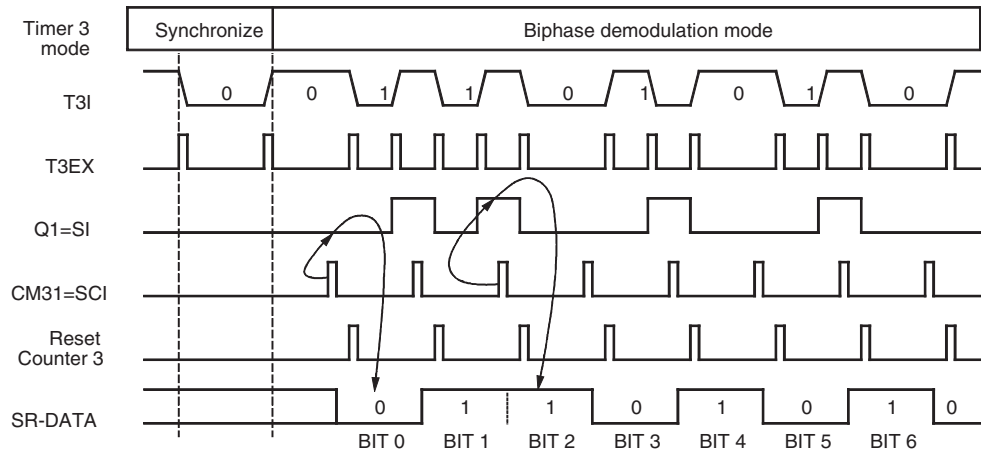 Timer 3 mode
Synchronize
Biphase demodulation mode
T3I
0 0 1 1 0 1 0 1 0
T3EX
Q1=SI
CM31=SCI
Reset
Counter 3
SR-DATA
0 1 1 0 1 0 1 0
BIT 0 BIT 1 BIT 2 BIT 3 BIT 4 BIT 5 BIT 6